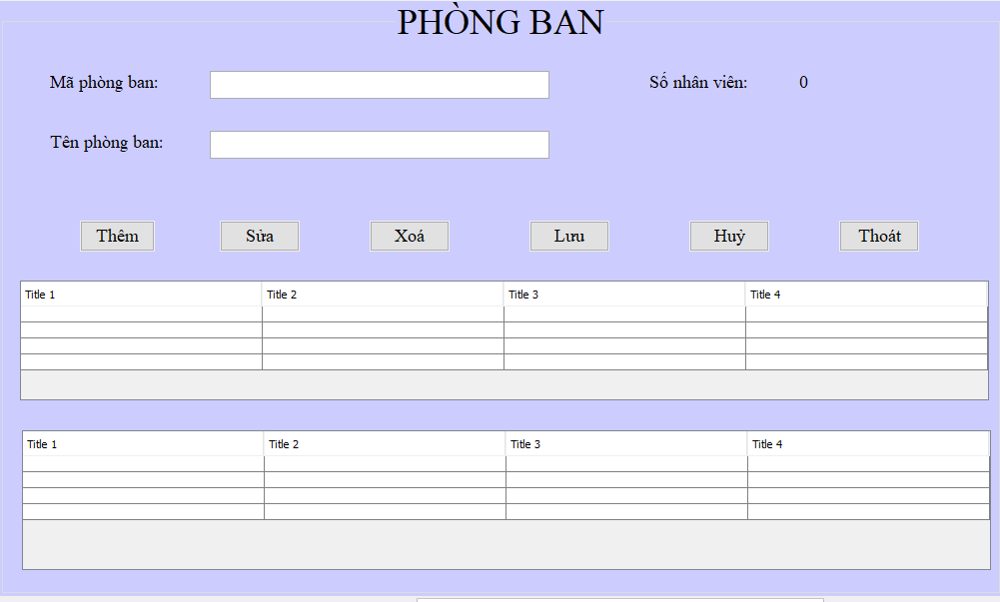 PHÒNG BAN
Mã phòng ban:
Số nhân viên: 0
Tên phòng ban:
Thêm Sửa Xoá Lưu Huỷ Thoát
Title 1 Title 2 Title 3 Title 4
Title 1 Title 2 Title 3 Title 4